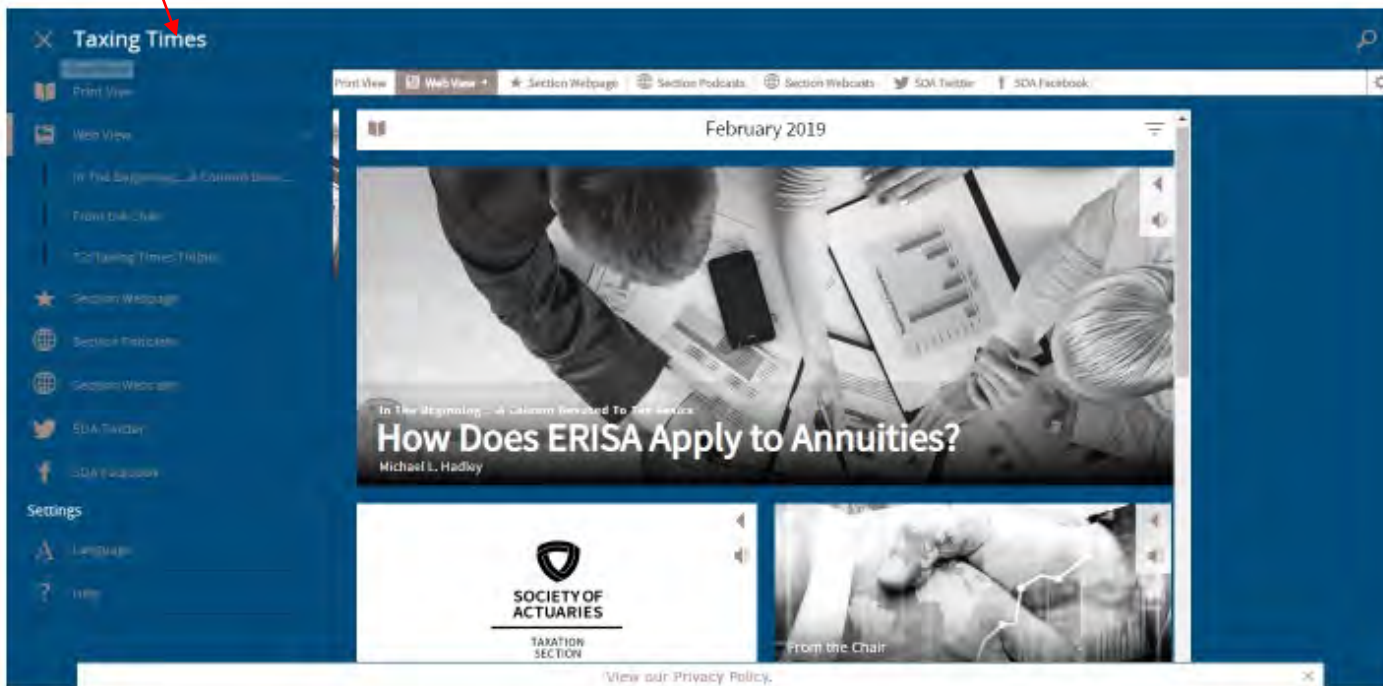 Taxing Times
Print View
Web View
In The Beginning... A Column Devo...
From the Chair
Section Webpage
Section Podcasts
Section Webcasts
SOA Twitter
SOA Facebook
Settings
Language
Help
Print View Web View Section Webpage Section Podcasts Section Webcasts SOA Twitter SOA Facebook
February 2019
In The Beginning... A Column Devoted To The Basics
How Does ERISA Apply to Annuities?
Michael L. Hadley
SOCIETY OF
ACTUARIES
TAXATION
SECTION
From the Chair
View our Privacy Policy.